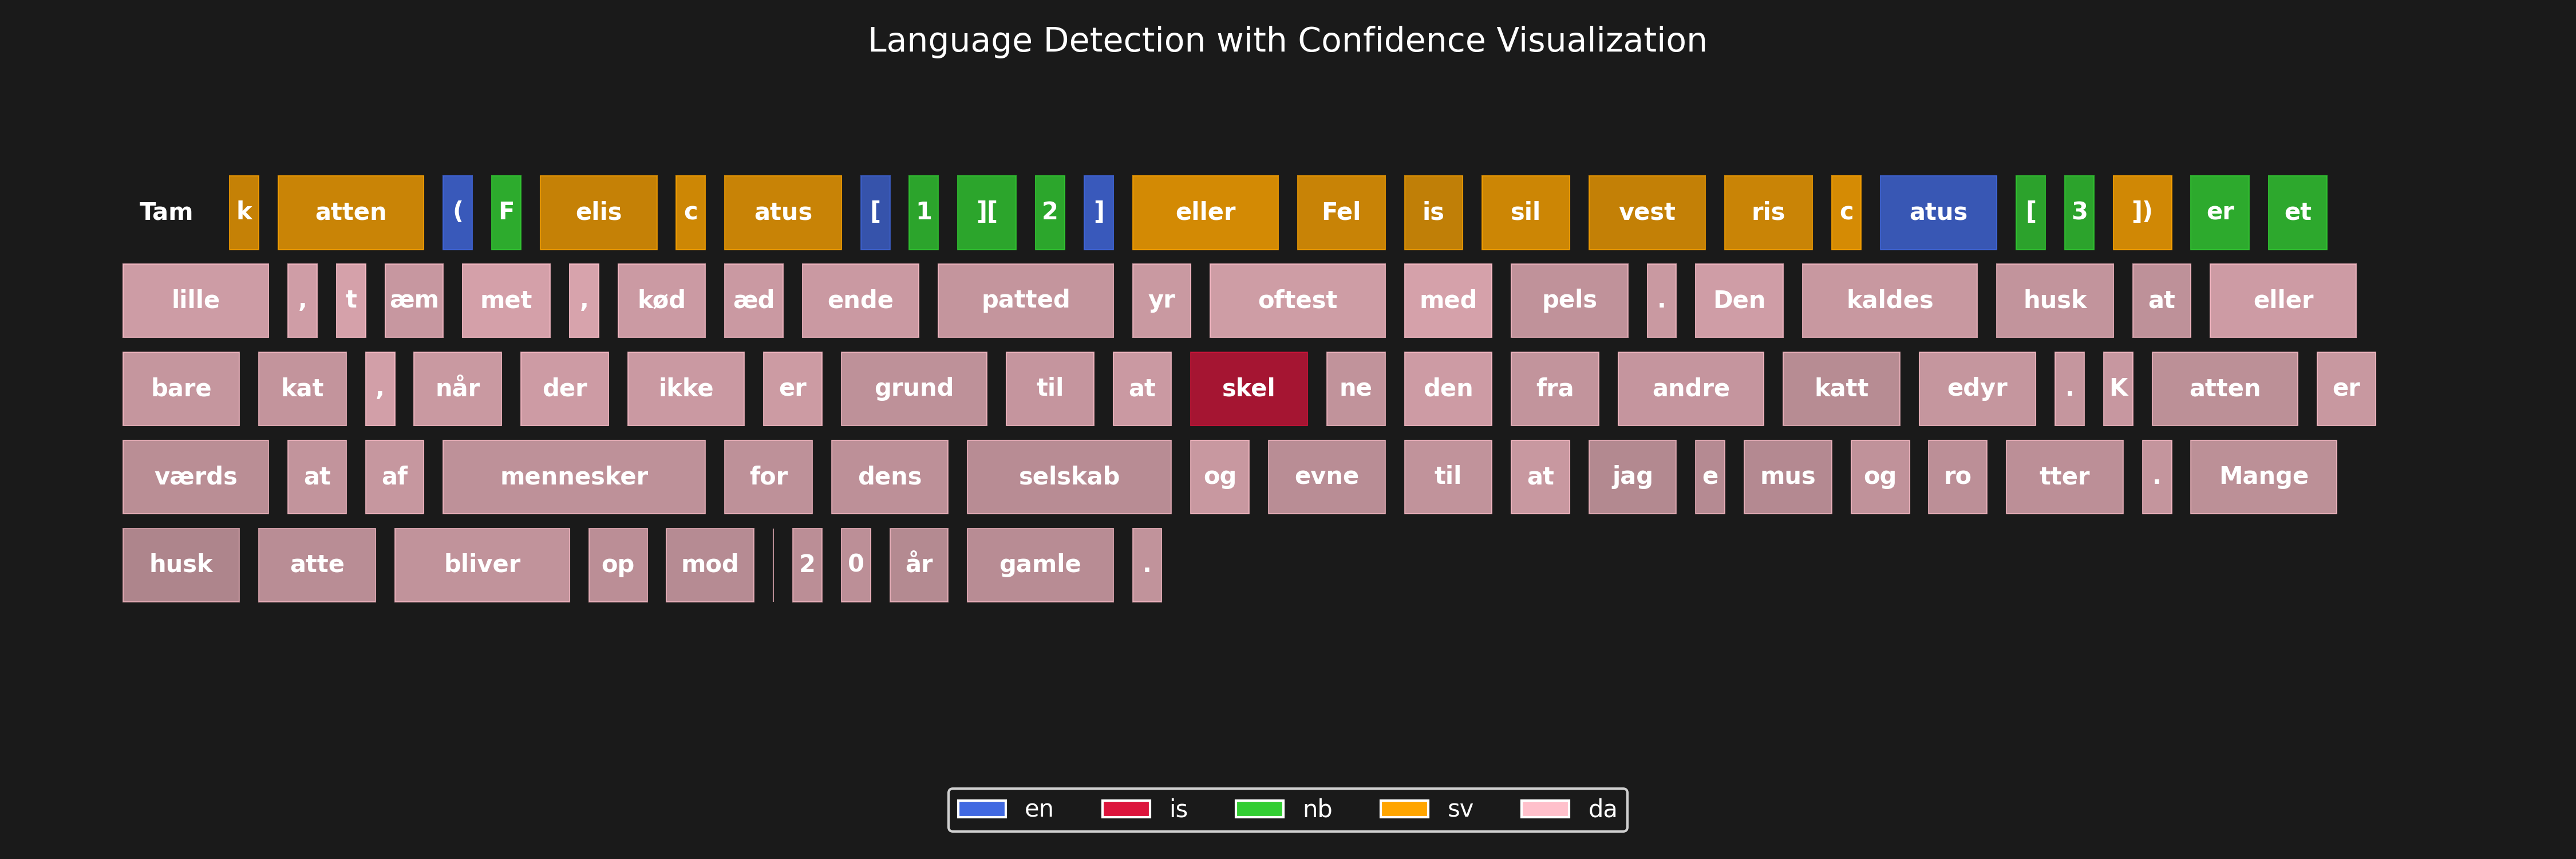 Language Detection with Confidence Visualization
Tam k atten ( F elis c atus [ 1 ][ 2 ] eller Fel is sil vest ris c atus [ 3 ]) er et
lille , t æm met , kød æd ende patted yr oftest med pels . Den kaldes husk at eller
bare kat , når der ikke er grund til at skel ne den fra andre katt edyr . K atten er
værds at af mennesker for dens selskab og evne til at jag e mus og ro tter . Mange
husk atte bliver op mod 2 0 år gamle .
en is nb sv da